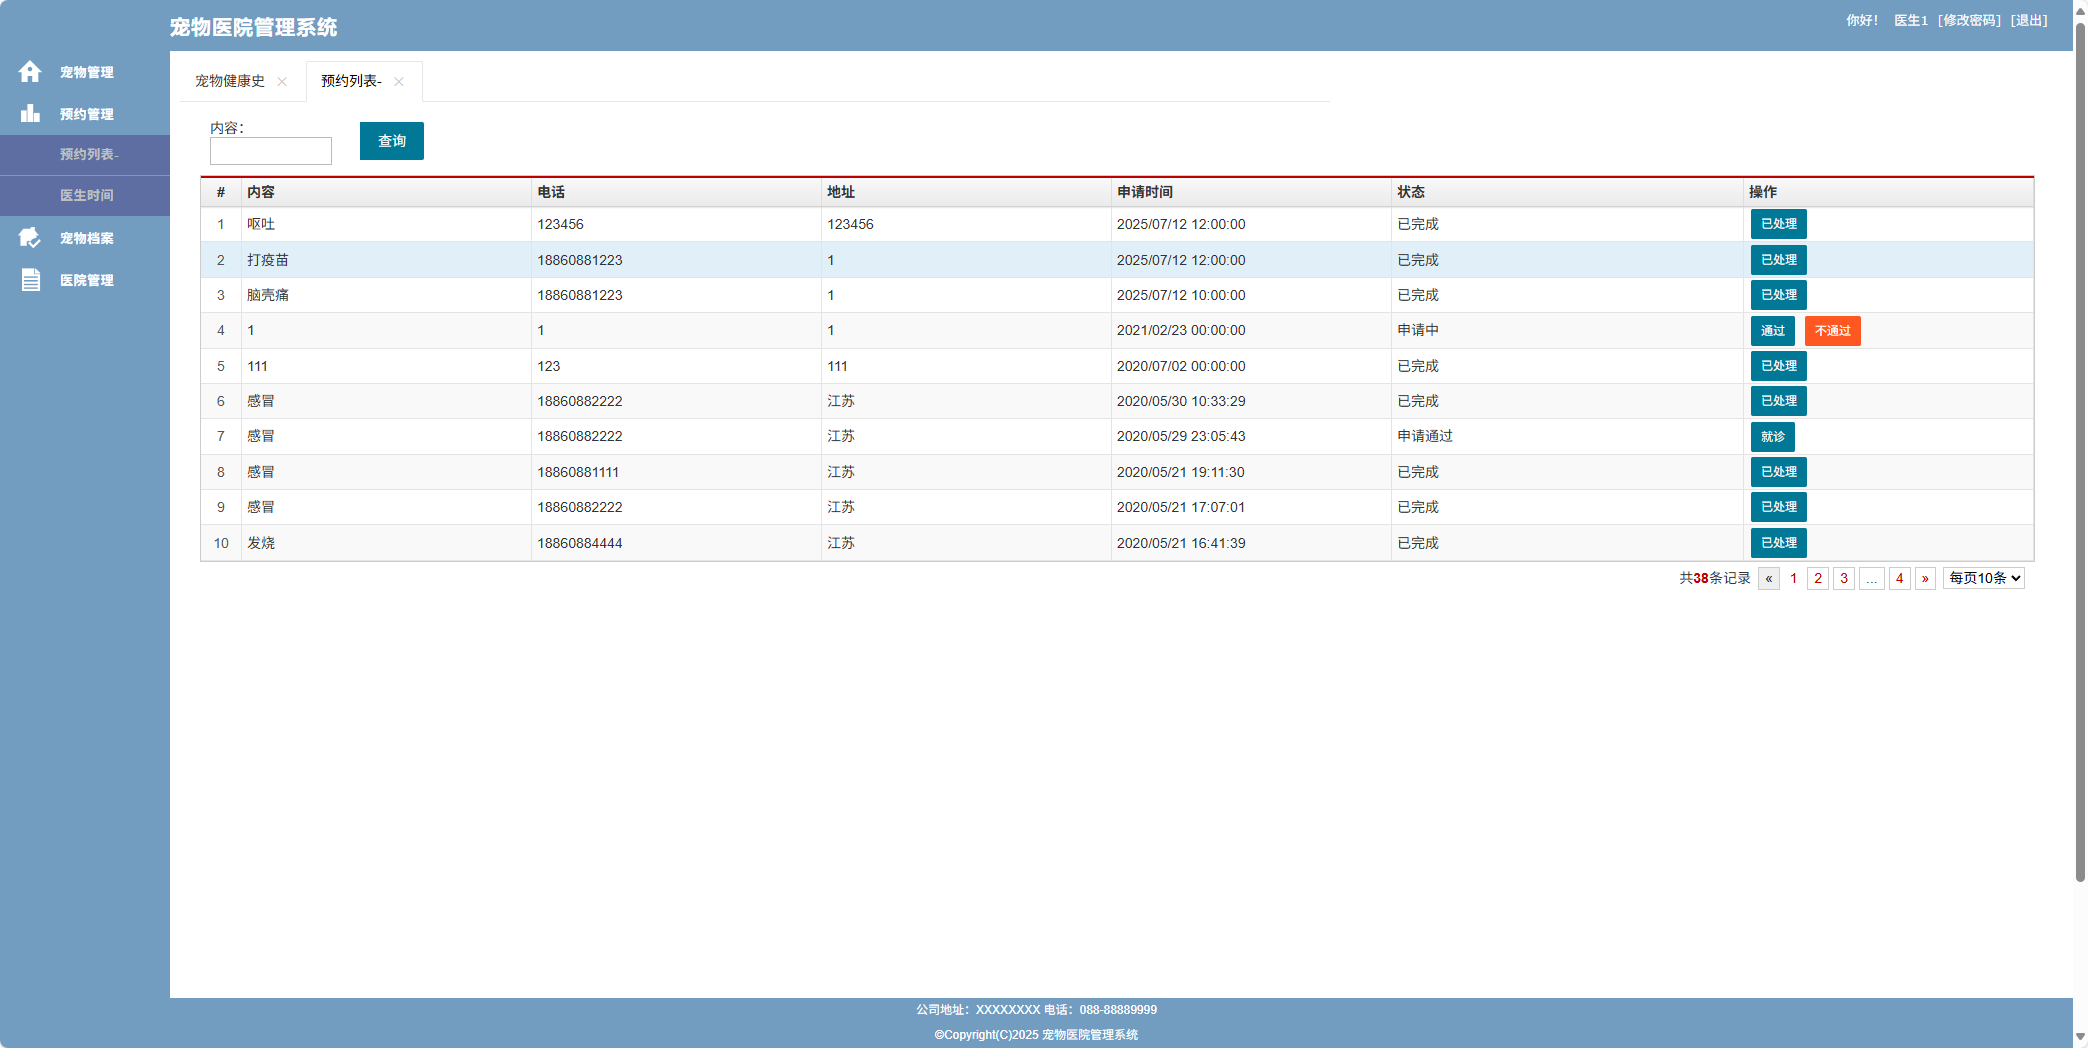 宠物医院管理系统
你好! 医生1 [修改密码] [退出]
宠物管理
预约管理
预约列表-
医生时间
宠物档案
医院管理
宠物健康史 × 预约列表- ×
内容：
查询
# 内容 电话 地址 申请时间 状态 操作
1 呕吐 123456 123456 2025/07/12 12:00:00 已完成 已处理
2 打疫苗 18860881223 1 2025/07/12 12:00:00 已完成 已处理
3 脑壳痛 18860881223 1 2025/07/12 10:00:00 已完成 已处理
4 1 1 1 2021/02/23 00:00:00 申请中 通过 不通过
5 111 123 111 2020/07/02 00:00:00 已完成 已处理
6 感冒 18860882222 江苏 2020/05/30 10:33:29 已完成 已处理
7 感冒 18860882222 江苏 2020/05/29 23:05:43 申请通过 就诊
8 感冒 18860881111 江苏 2020/05/21 19:11:30 已完成 已处理
9 感冒 18860882222 江苏 2020/05/21 17:07:01 已完成 已处理
10 发烧 18860884444 江苏 2020/05/21 16:41:39 已完成 已处理
共38条记录 « 1 2 3 ... 4 » 每页10条
公司地址：XXXXXXXX 电话：088-88889999
©Copyright(C)2025 宠物医院管理系统